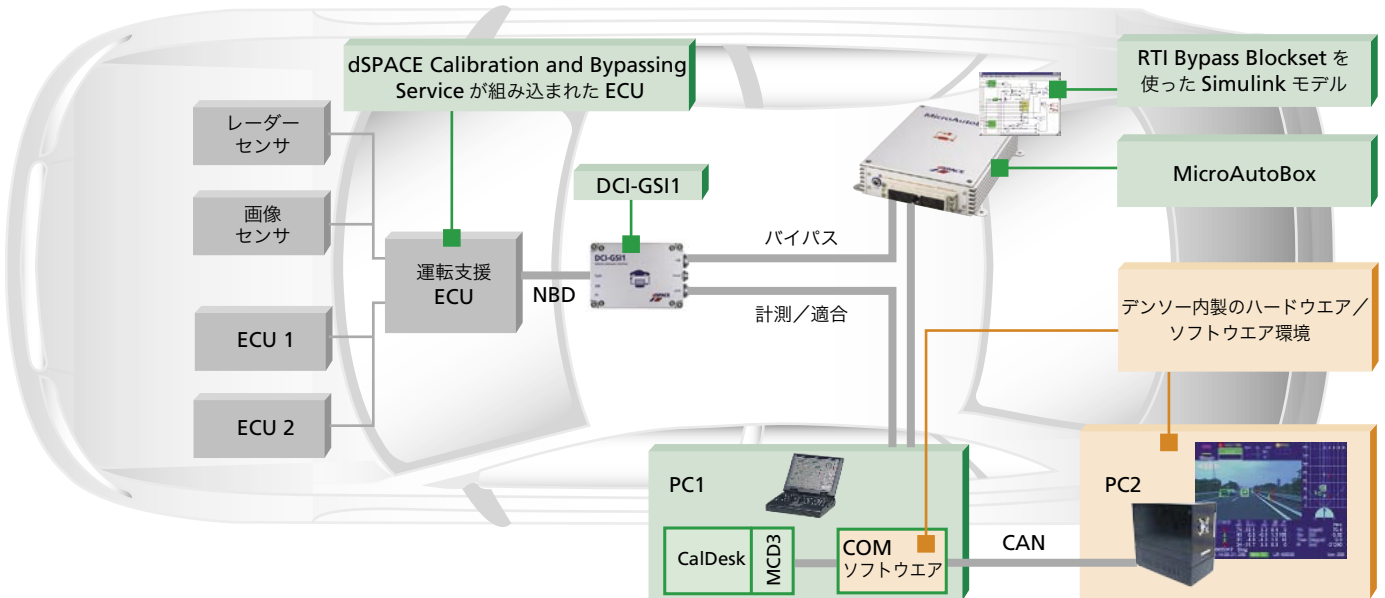 dSPACE Calibration and Bypassing
Service が組み込まれた ECU
RTI Bypass Blockset を
使った Simulink モデル
MicroAutoBox
レーダー
センサ
画像
センサ
ECU 1
ECU 2
運転支援
ECU
NBD
DCI-GSI1
DCI-GSI1
バイパス
計測／適合
デンソー内製のハードウエア／
ソフトウエア環境
PC1
CalDesk
MCD3
COM
ソフトウエア
CAN
PC2